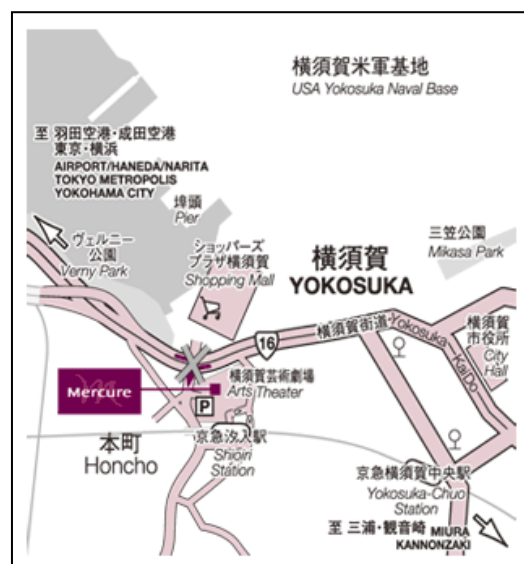 横須賀米軍基地
USA Yokosuka Naval Base
至 羽田空港・成田空港
東京・横浜
AIRPORT/HANEDA/NARITA
TOKYO METROPOLIS
YOKOHAMA CITY
埠頭
Pier
ヴェルニー
公園
Verny Park
ショッパーズ
プラザ横須賀
Shopping Mall
横須賀
YOKOSUKA
三笠公園
Mikasa Park
16
横須賀街道 Yokosuka KaiDo
横須賀
市役所
City
Hall
Mercure
横須賀芸術劇場
Arts Theater
P
本町
Honcho
京急汐入駅
Shioiri
Station
京急横須賀中央駅
Yokosuka-Chuo
Station
至 三浦・観音崎 MIURA
KANNONZAKI